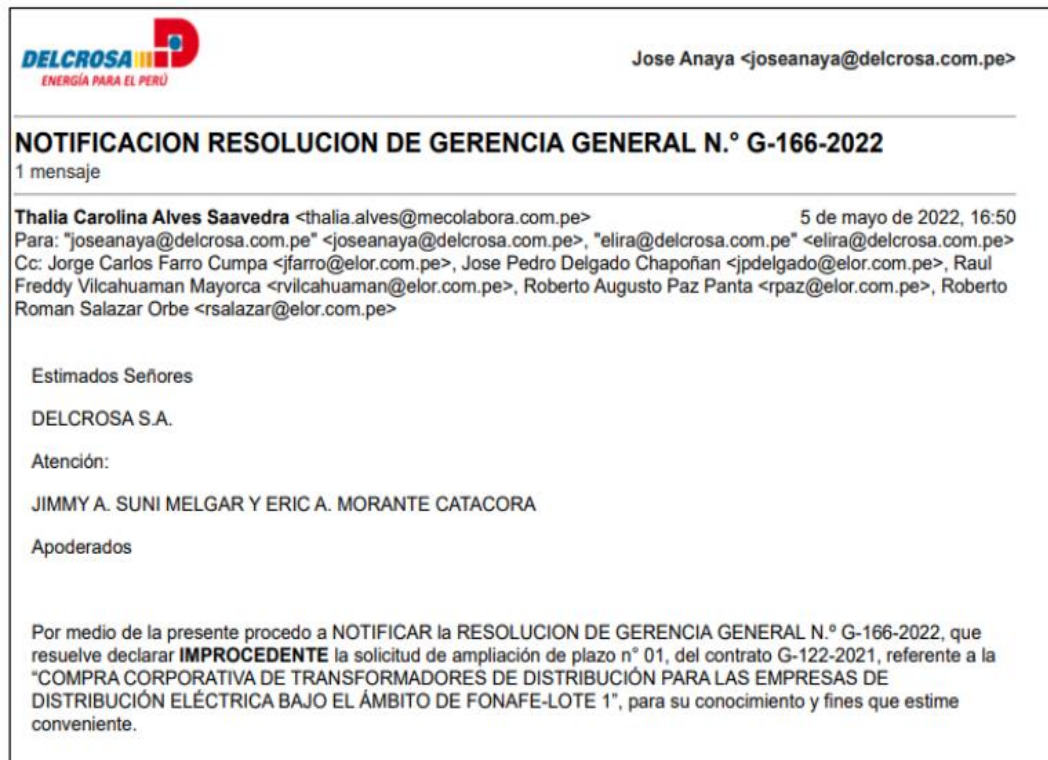 DELCROSA
ENERGÍA PARA EL PERÚ
Jose Anaya <joseanaya@delcrosa.com.pe>
NOTIFICACION RESOLUCION DE GERENCIA GENERAL N.° G-166-2022
1 mensaje
Thalia Carolina Alves Saavedra <thalia.alves@mecolabora.com.pe> 5 de mayo de 2022, 16:50
Para: "joseanaya@delcrosa.com.pe" <joseanaya@delcrosa.com.pe>, "elira@delcrosa.com.pe" <elira@delcrosa.com.pe>
Cc: Jorge Carlos Farro Cumpa <jfarro@elor.com.pe>, Jose Pedro Delgado Chapoñan <jpdelgado@elor.com.pe>, Raul
Freddy Vilcahuaman Mayorca <rvilcahuaman@elor.com.pe>, Roberto Augusto Paz Panta <rpaz@elor.com.pe>, Roberto
Roman Salazar Orbe <rsalazar@elor.com.pe>
Estimados Señores
DELCROSA S.A.
Atención:
JIMMY A. SUNI MELGAR Y ERIC A. MORANTE CATACORA
Apoderados
Por medio de la presente procedo a NOTIFICAR la RESOLUCION DE GERENCIA GENERAL N.º G-166-2022, que
resuelve declarar IMPROCEDENTE la solicitud de ampliación de plazo n° 01, del contrato G-122-2021, referente a la
“COMPRA CORPORATIVA DE TRANSFORMADORES DE DISTRIBUCIÓN PARA LAS EMPRESAS DE
DISTRIBUCIÓN ELÉCTRICA BAJO EL ÁMBITO DE FONAFE-LOTE 1”, para su conocimiento y fines que estime
conveniente.